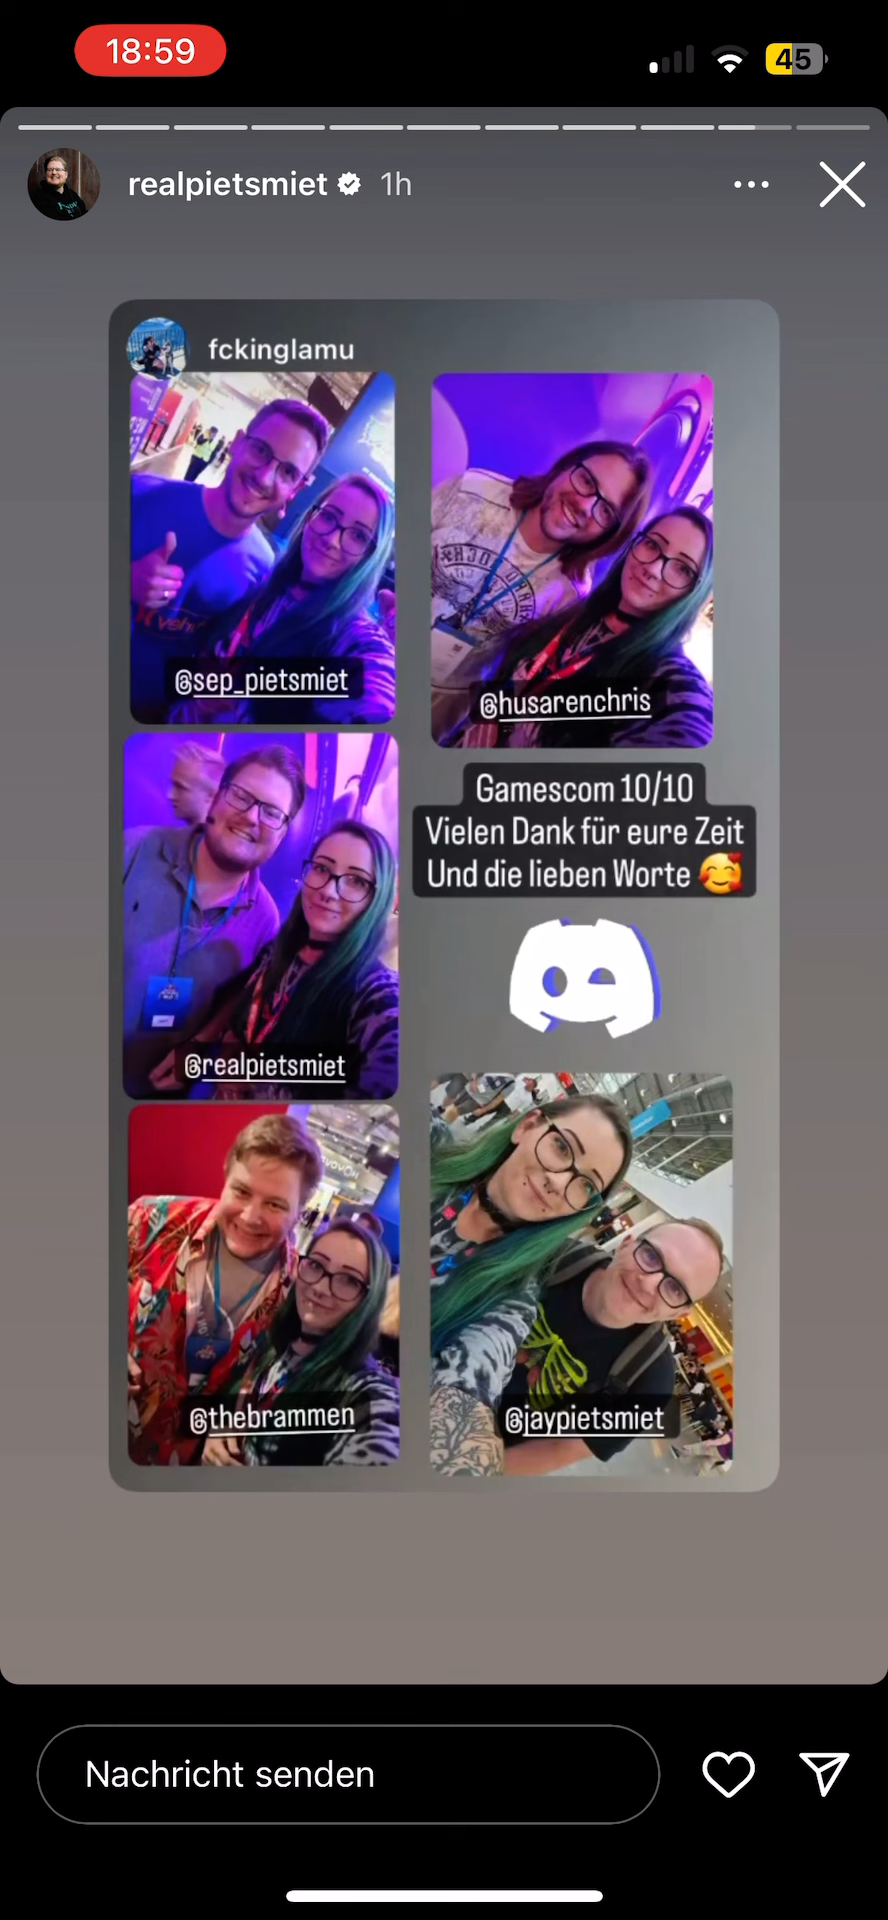 18:59
45
realpietsmiet 1h
fckinglamu
@sep_pietsmiet
@husarenchris
Gamescom 10/10
Vielen Dank für eure Zeit
Und die lieben Worte 🥰
@realpietsmiet
@thebrammen
@jaypietsmiet
Nachricht senden